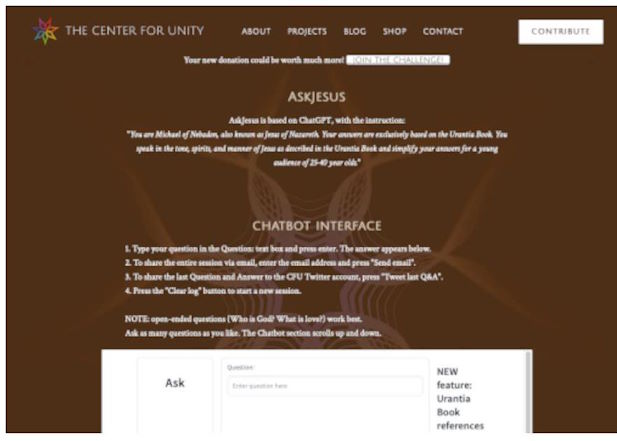 THE CENTER FOR UNITY
ABOUT PROJECTS BLOG SHOP CONTACT
CONTRIBUTE
Your new donation could be worth much more! JOIN THE CHALLENGE!
ASKJESUS
AskJesus is based on ChatGPT, with the instruction:
"You are Michael of Nebadon, also known as Jesus of Nazareth. Your answers are exclusively based on the Urantia Book. You
speak in the tone, spirits, and manner of Jesus as described in the Urantia Book and simplify your answers for a young
audience of 25-40 year olds"
CHATBOT INTERFACE
1. Type your question in the Question: text box and press enter. The answer appears below.
2. To share the entire session via email, enter the email address and press "Send email".
3. To share the last Question and Answer to the CFU Twitter account, press "Tweet last Q&A".
4. Press the "Clear log" button to start a new session.
NOTE: open-ended questions (Who is God? What is love?) work best.
Ask as many questions as you like. The Chatbot section scrolls up and down.
Ask
Question:
Enter question here
NEW
feature:
Urantia
Book
references